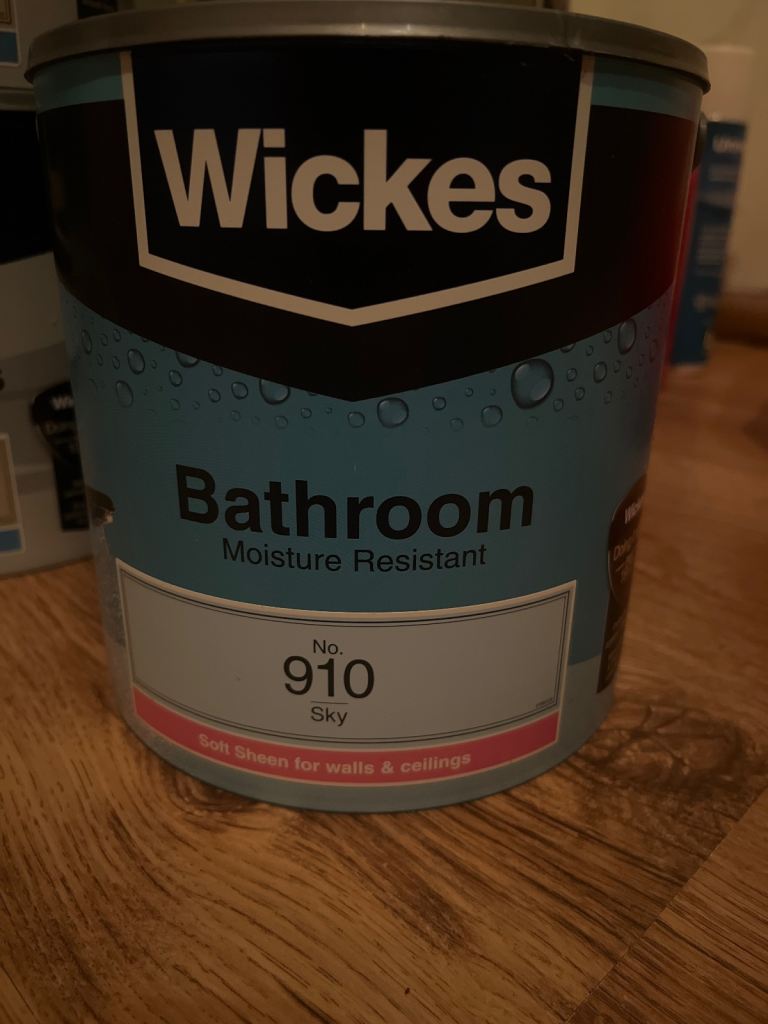 Wickes
Bathroom
Moisture Resistant
No.
910
Sky
Soft Sheen for walls & ceilings